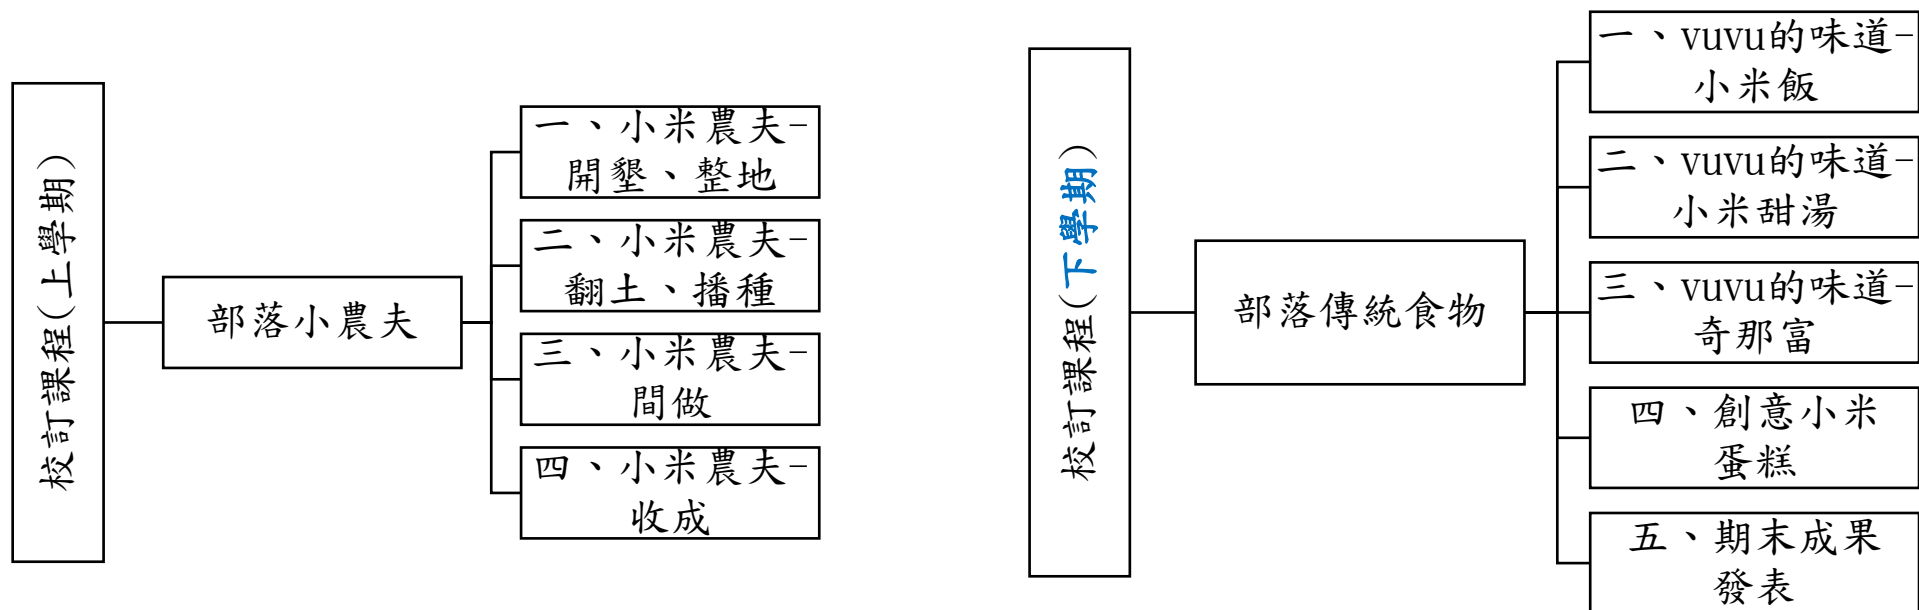 校訂課程(上學期)
部落小農夫
一、小米農夫-
開墾、整地
二、小米農夫-
翻土、播種
三、小米農夫-
間做
四、小米農夫-
收成
校訂課程(下學期)
部落傳統食物
一、vuvu的味道-
小米飯
二、vuvu的味道-
小米甜湯
三、vuvu的味道-
奇那富
四、創意小米
蛋糕
五、期末成果
發表